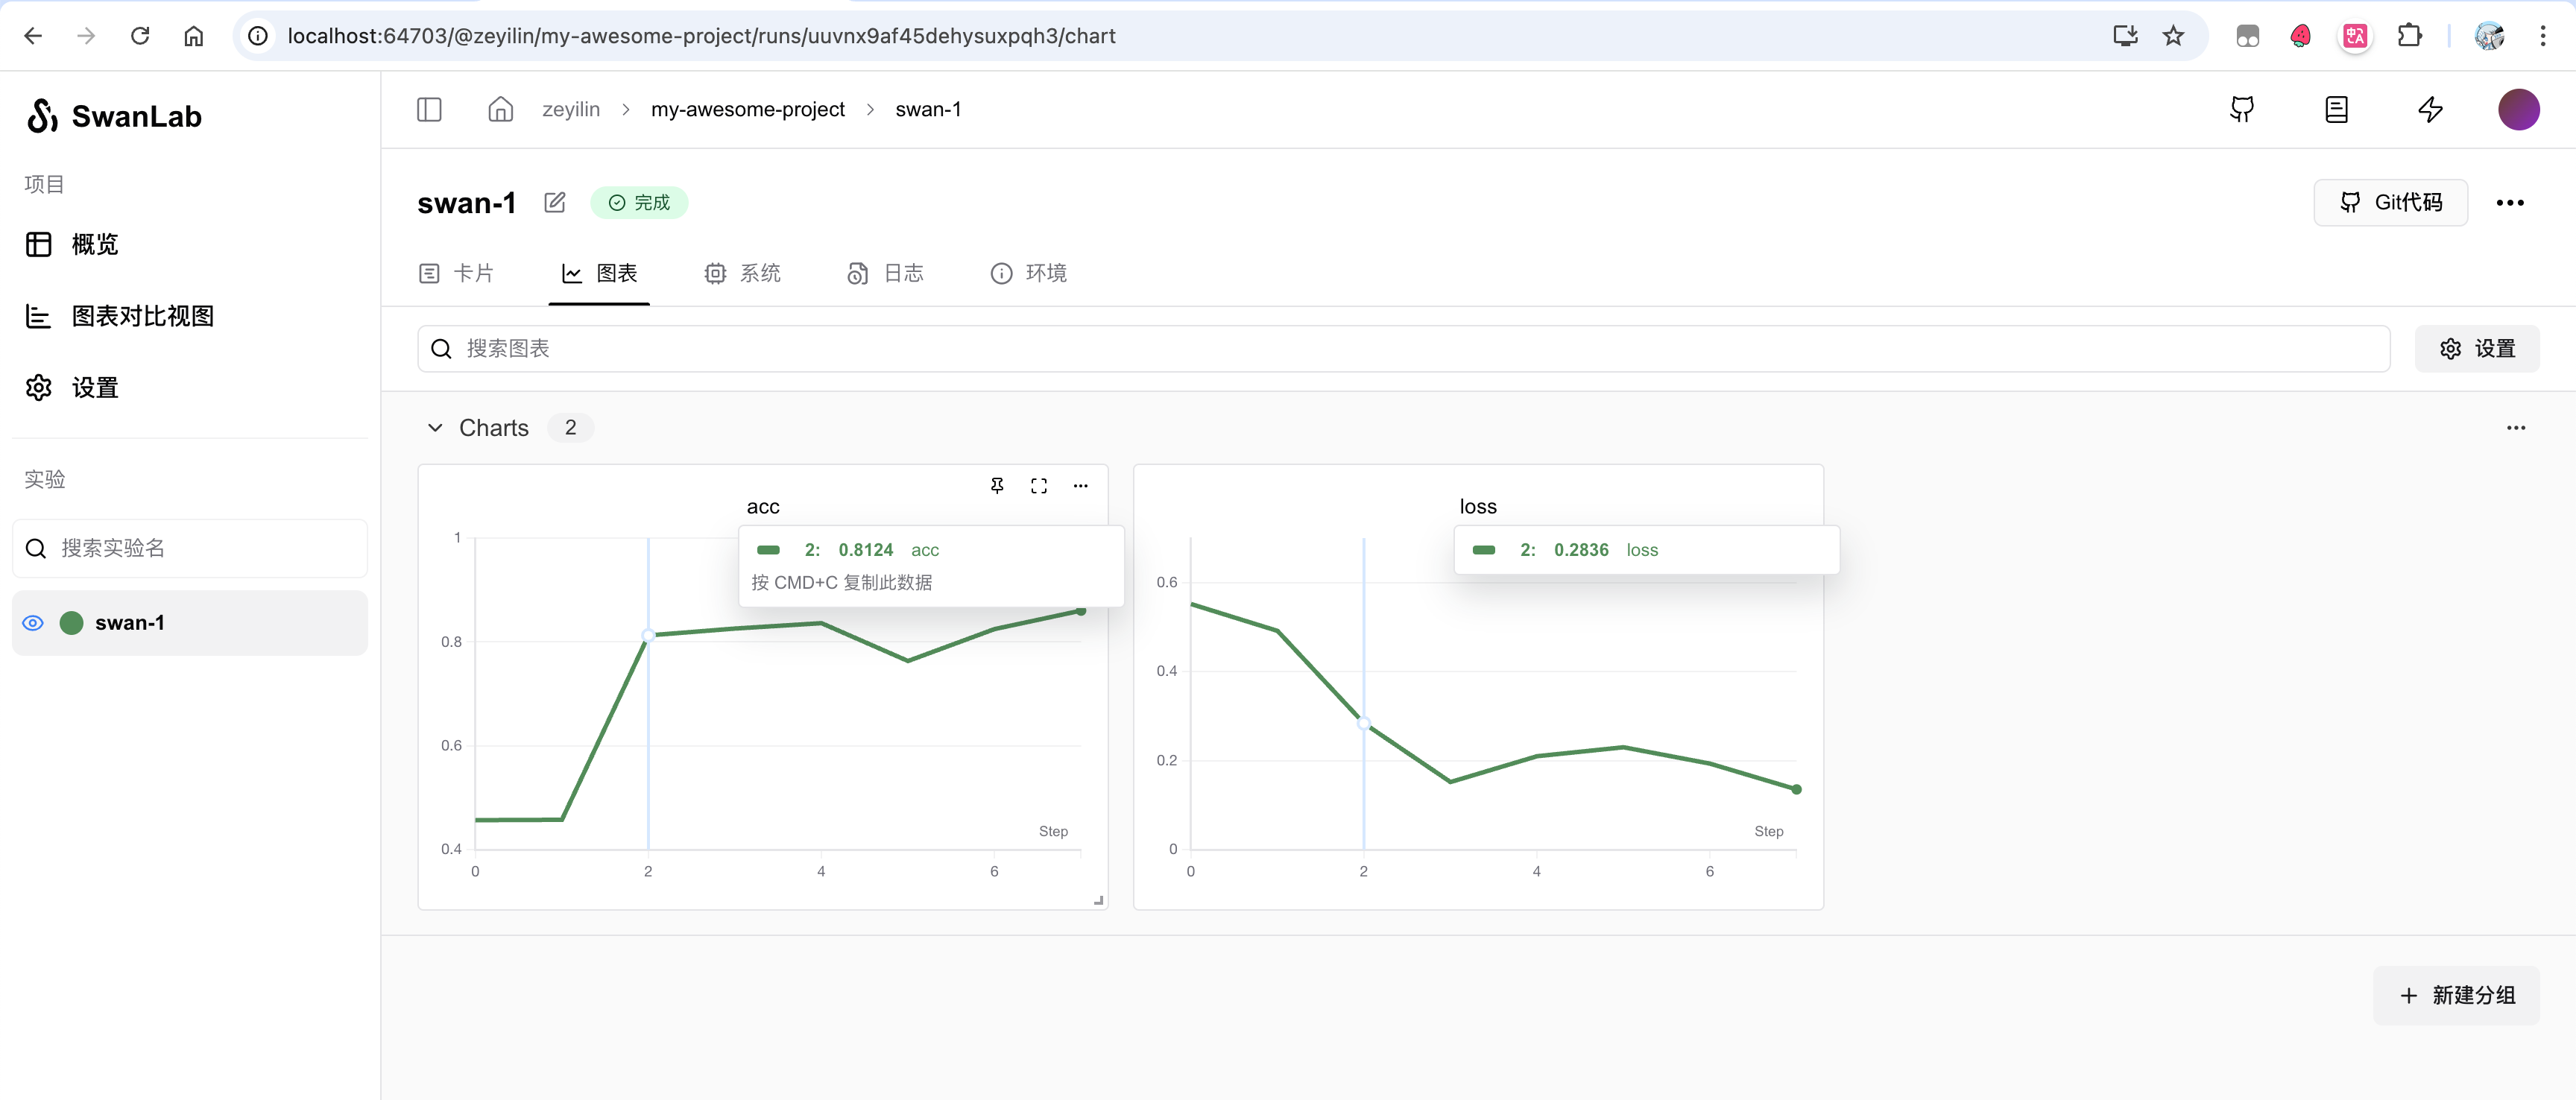 localhost:64703/@zeyilin/my-awesome-project/runs/uuvnx9af45dehysuxpqh3/chart
SwanLab
项目
概览
图表对比视图
设置
实验
搜索实验名
swan-1
zeyilin > my-awesome-project > swan-1
swan-1 完成
Git代码
卡片 图表 系统 日志 环境
搜索图表
设置
Charts 2
acc
2: 0.8124 acc
按 CMD+C 复制此数据
1
0.8
0.6
0.4
0 2 4 6
Step
loss
2: 0.2836 loss
0.6
0.4
0.2
0
0 2 4 6
Step
新建分组